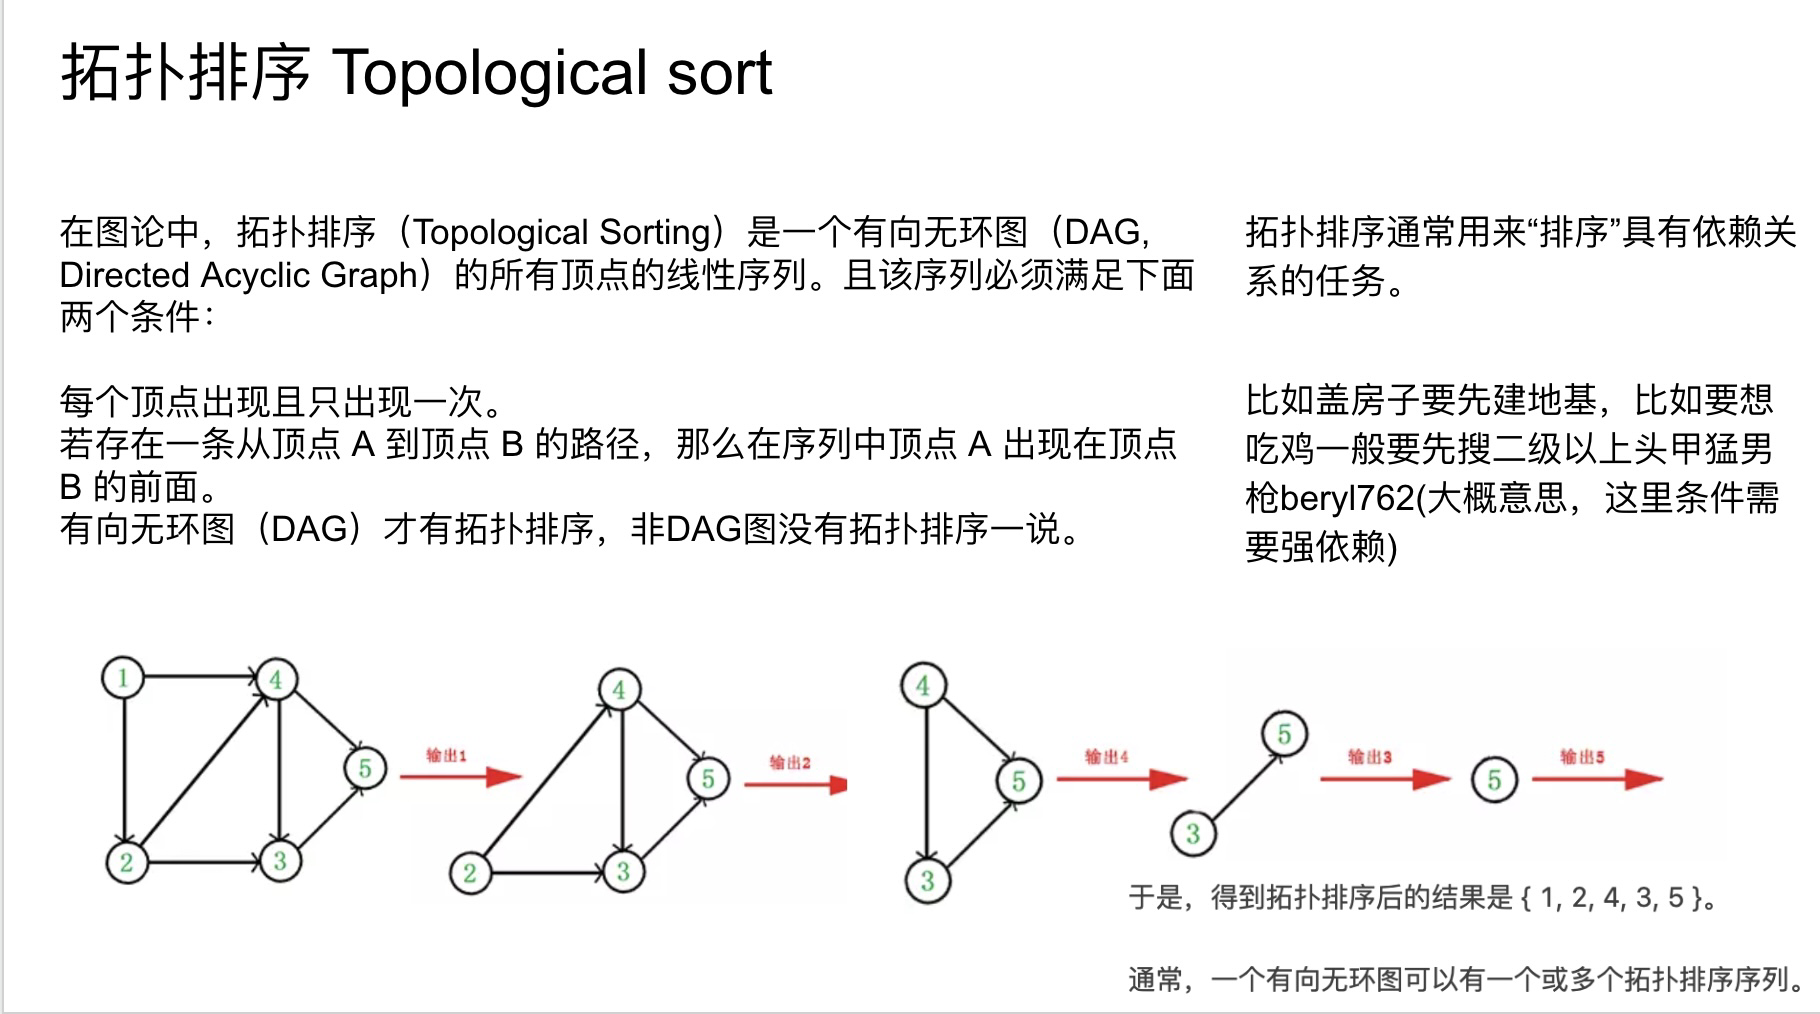 拓扑排序 Topological sort
在图论中，拓扑排序（Topological Sorting）是一个有向无环图（DAG,
Directed Acyclic Graph）的所有顶点的线性序列。且该序列必须满足下面
两个条件：
每个顶点出现且只出现一次。
若存在一条从顶点 A 到顶点 B 的路径，那么在序列中顶点 A 出现在顶点
B 的前面。
有向无环图（DAG）才有拓扑排序，非DAG图没有拓扑排序一说。
拓扑排序通常用来“排序”具有依赖关
系的任务。
比如盖房子要先建地基，比如要想
吃鸡一般要先搜二级以上头甲猛男
枪beryl762(大概意思，这里条件需
要强依赖)
1
4
5
2
3
输出1
4
5
2
3
输出2
4
5
3
输出4
5
3
输出3
5
输出5
于是，得到拓扑排序后的结果是 { 1, 2, 4, 3, 5 }。
通常，一个有向无环图可以有一个或多个拓扑排序序列。